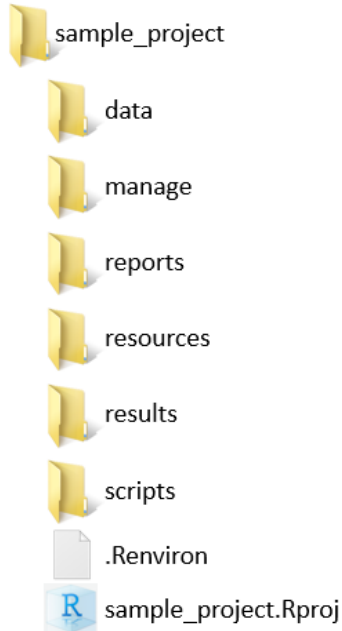 sample_project
data
manage
reports
resources
results
scripts
.Renviron
R sample_project.Rproj